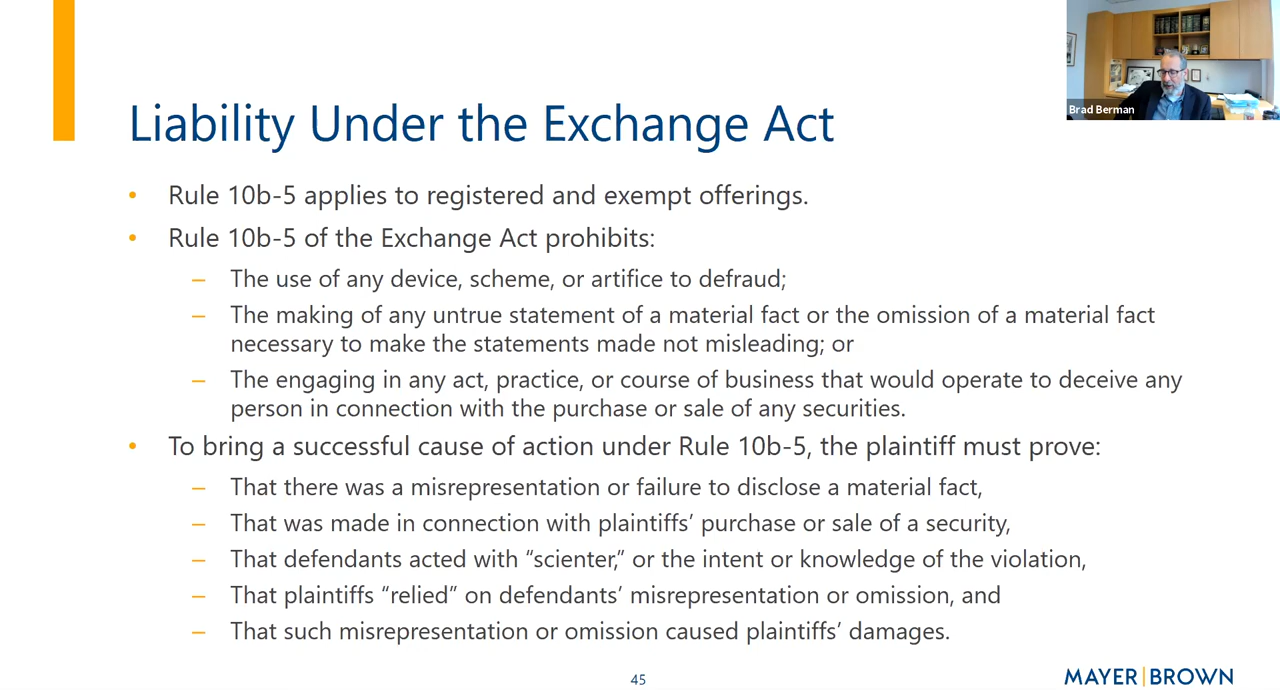 Brad Berman
Liability Under the Exchange Act
• Rule 10b-5 applies to registered and exempt offerings.
• Rule 10b-5 of the Exchange Act prohibits:
– The use of any device, scheme, or artifice to defraud;
– The making of any untrue statement of a material fact or the omission of a material fact
necessary to make the statements made not misleading; or
– The engaging in any act, practice, or course of business that would operate to deceive any
person in connection with the purchase or sale of any securities.
• To bring a successful cause of action under Rule 10b-5, the plaintiff must prove:
– That there was a misrepresentation or failure to disclose a material fact,
– That was made in connection with plaintiffs’ purchase or sale of a security,
– That defendants acted with “scienter,” or the intent or knowledge of the violation,
– That plaintiffs “relied” on defendants’ misrepresentation or omission, and
– That such misrepresentation or omission caused plaintiffs’ damages.
45
MAYER | BROWN